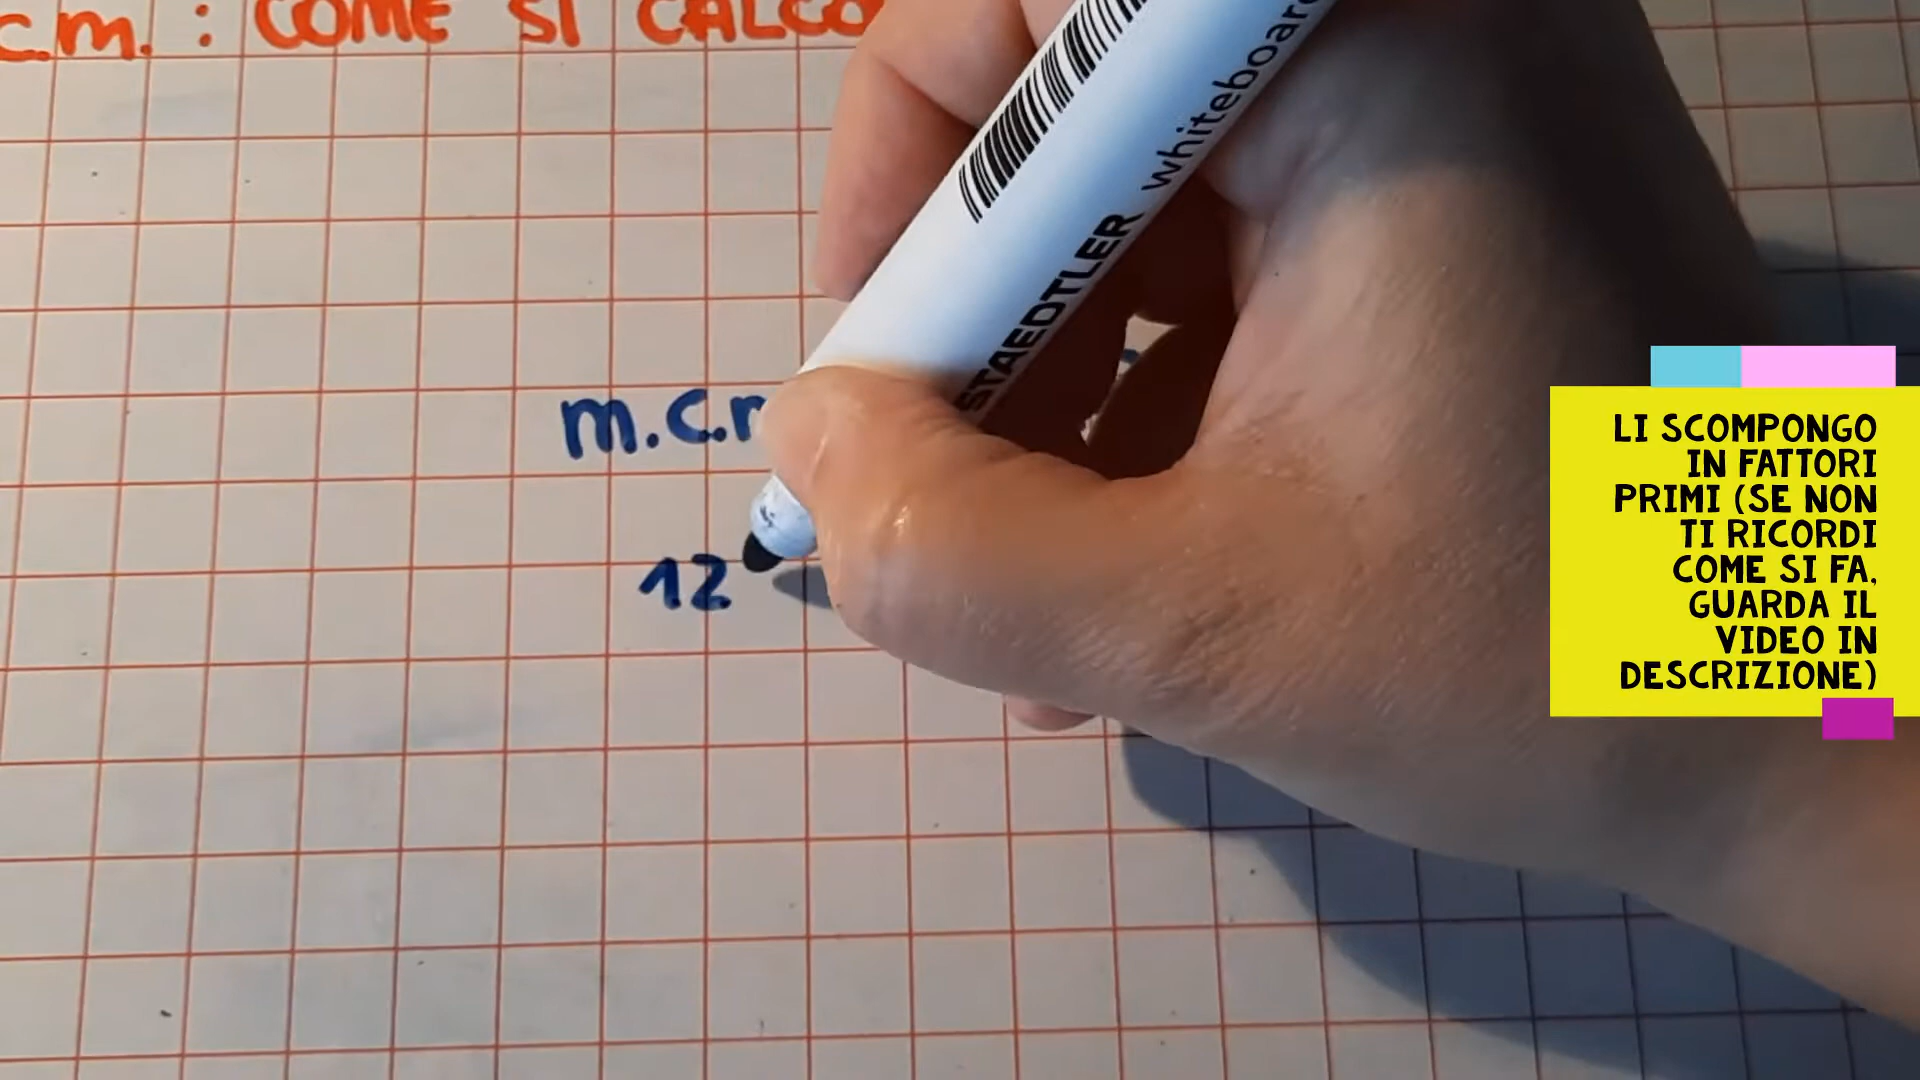 c.m. : COME SI CALCO
STAEDTLER whiteboard
m.c.m
12
LI SCOMPONGO
IN FATTORI
PRIMI (SE NON
TI RICORDI
COME SI FA,
GUARDA IL
VIDEO IN
DESCRIZIONE)